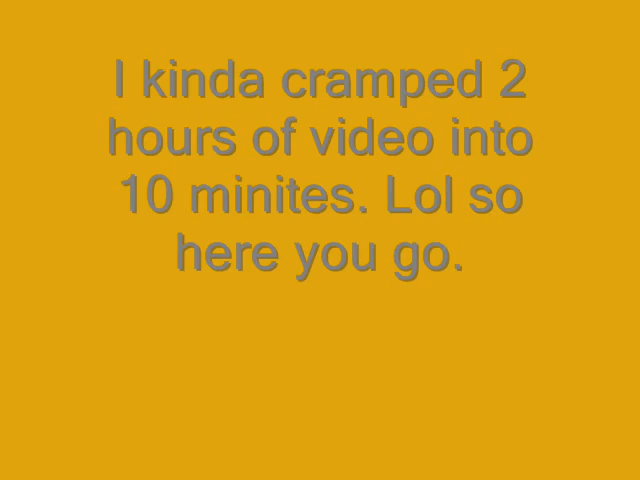 I kinda cramped 2
hours of video into
10 minites. Lol so
here you go.